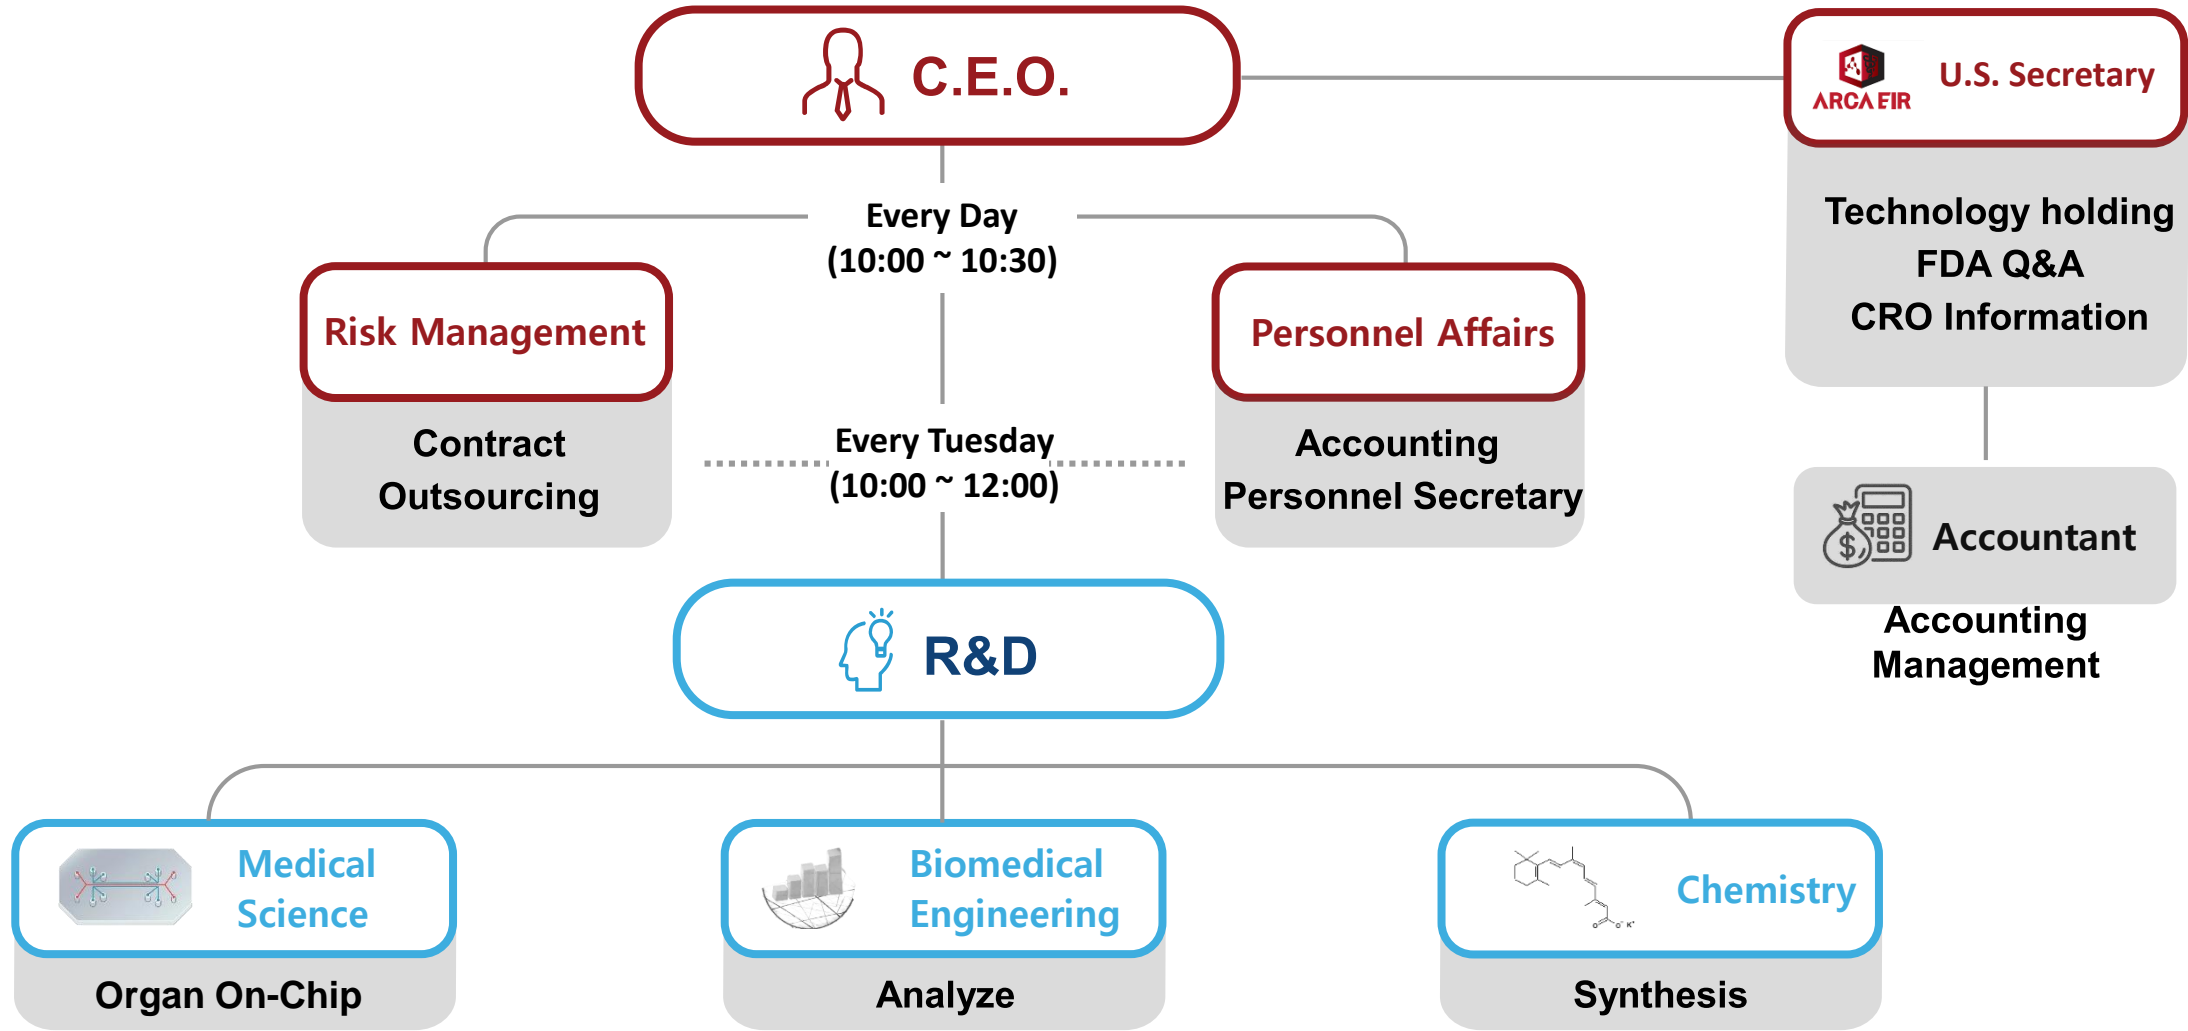 C.E.O.
ARCA EIR
U.S. Secretary
Technology holding
FDA Q&A
CRO Information
Every Day
(10:00 ~ 10:30)
Risk Management
Contract
Outsourcing
Personnel Affairs
Accounting
Personnel Secretary
Every Tuesday
(10:00 ~ 12:00)
$
Accountant
Accounting
Management
R&D
Medical
Science
Organ On-Chip
Biomedical
Engineering
Analyze
O O⁻ K⁺
Chemistry
Synthesis